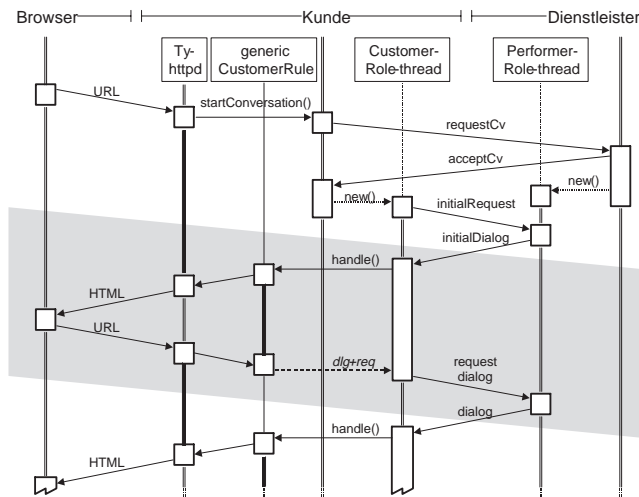 Browser
Kunde
Dienstleister
Ty-
httpd
generic
CustomerRule
Customer-
Role-thread
Performer-
Role-thread
URL
startConversation()
requestCv
acceptCv
new()
new()
initialRequest
initialDialog
handle()
HTML
URL
dlg+req
request
dialog
dialog
handle()
HTML